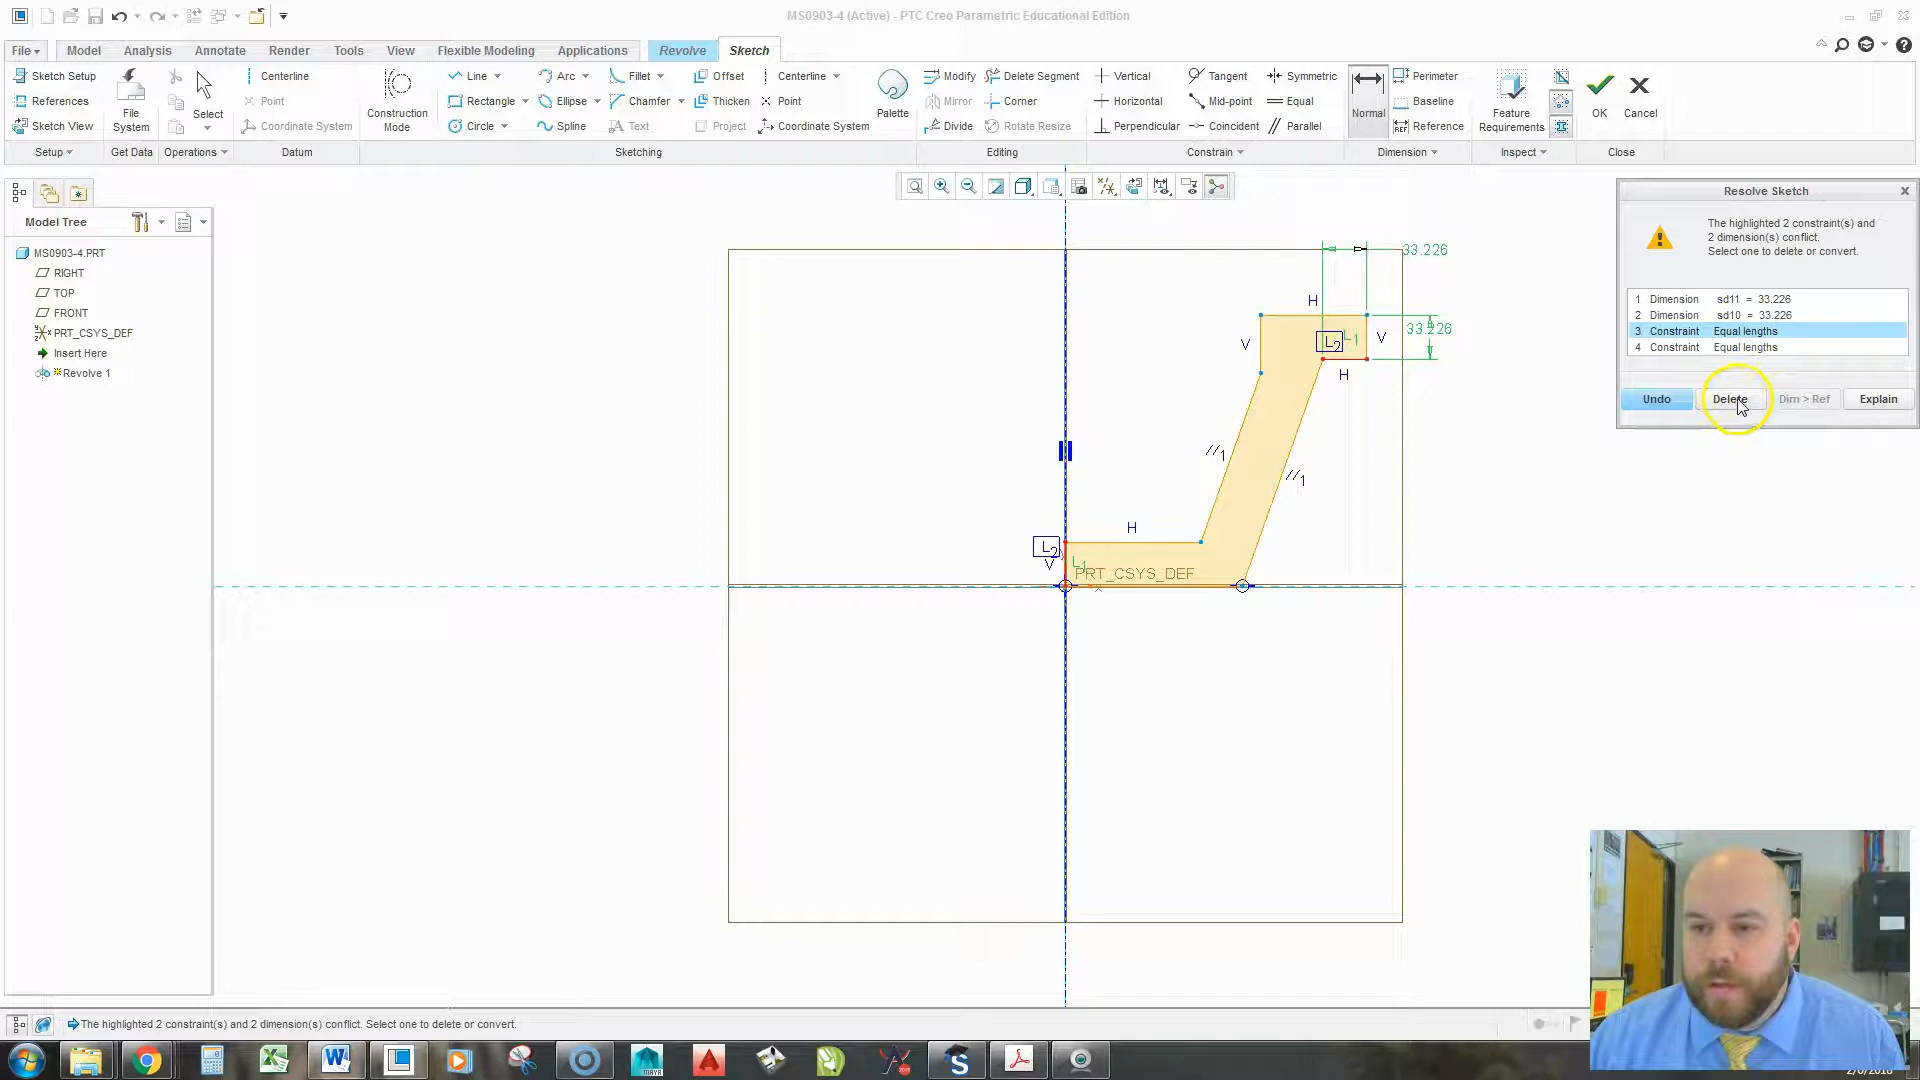 MS0903-4 (Active) - PTC Creo Parametric Educational Edition
File
Model
Analysis
Annotate
Render
Tools
View
Flexible Modeling
Applications
Revolve
Sketch
Sketch Setup
References
Sketch View
File System
Select
Centerline
Point
Coordinate System
Construction Mode
Line
Rectangle
Circle
Arc
Ellipse
Spline
Fillet
Chamfer
Text
Offset
Thicken
Project
Centerline
Point
Coordinate System
Palette
Modify
Mirror
Divide
Delete Segment
Corner
Rotate Resize
Vertical
Horizontal
Perpendicular
Tangent
Mid-point
Coincident
Symmetric
Equal
Parallel
Normal
Perimeter
Baseline
REF Reference
Feature Requirements
OK
Cancel
Setup
Get Data
Operations
Datum
Sketching
Editing
Constrain
Dimension
Inspect
Close
Model Tree
MS0903-4.PRT
RIGHT
TOP
FRONT
PRT_CSYS_DEF
Insert Here
Revolve 1
33.226
H
33.226
V
L2
L1
V
H
//1
//1
H
L2
V
L1
PRT_CSYS_DEF
Resolve Sketch
The highlighted 2 constraint(s) and
2 dimension(s) conflict.
Select one to delete or convert.
1 Dimension sd11 = 33.226
2 Dimension sd10 = 33.226
3 Constraint Equal lengths
4 Constraint Equal lengths
Undo
Delete
Dim > Ref
Explain
The highlighted 2 constraint(s) and 2 dimension(s) conflict. Select one to delete or convert.
MAYA